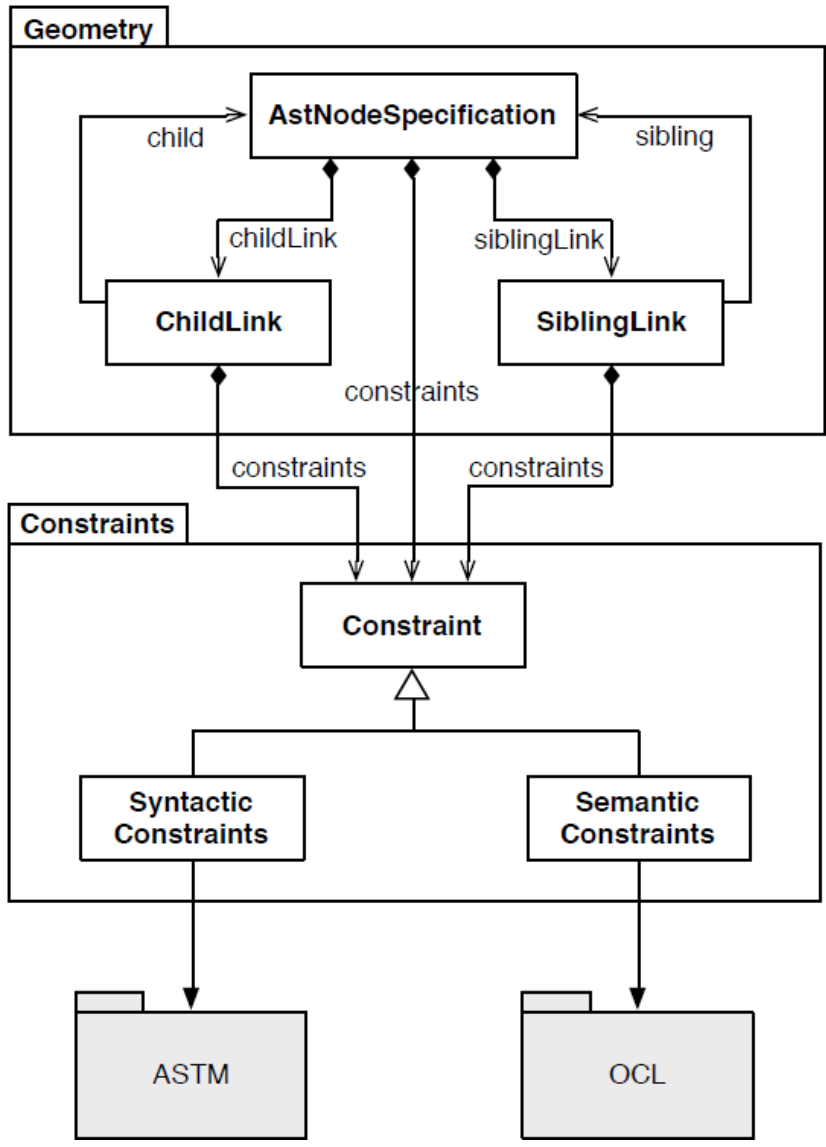 Geometry
AstNodeSpecification
child
sibling
childLink
siblingLink
ChildLink
SiblingLink
constraints
constraints
constraints
Constraints
Constraint
Syntactic
Constraints
Semantic
Constraints
ASTM
OCL